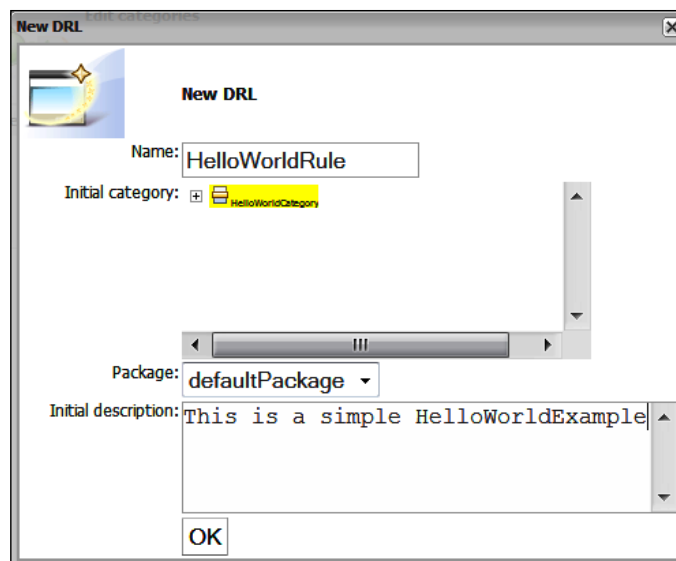 Edit categories
New DRL
New DRL
Name: HelloWorldRule
Initial category: HelloWorldCategory
Package: defaultPackage
Initial description: This is a simple HelloWorldExample
OK